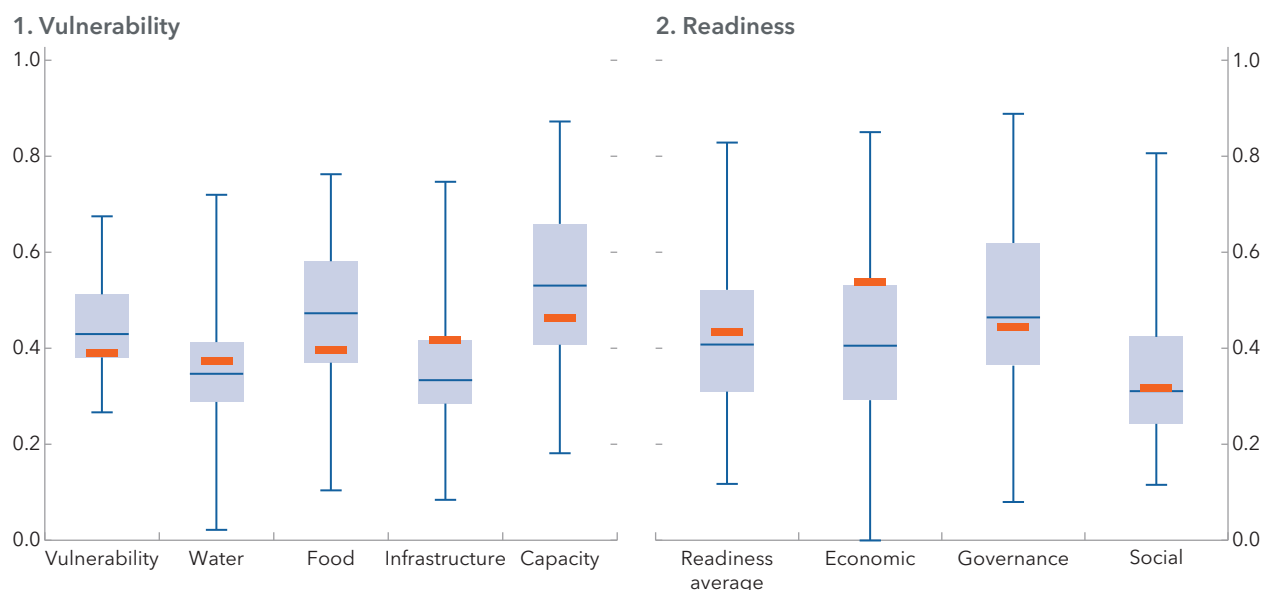 1. Vulnerability
1.0
0.8
0.6
0.4
0.2
0.0
Vulnerability Water Food Infrastructure Capacity
2. Readiness
1.0
0.8
0.6
0.4
0.2
0.0
Readiness Economic Governance Social
average